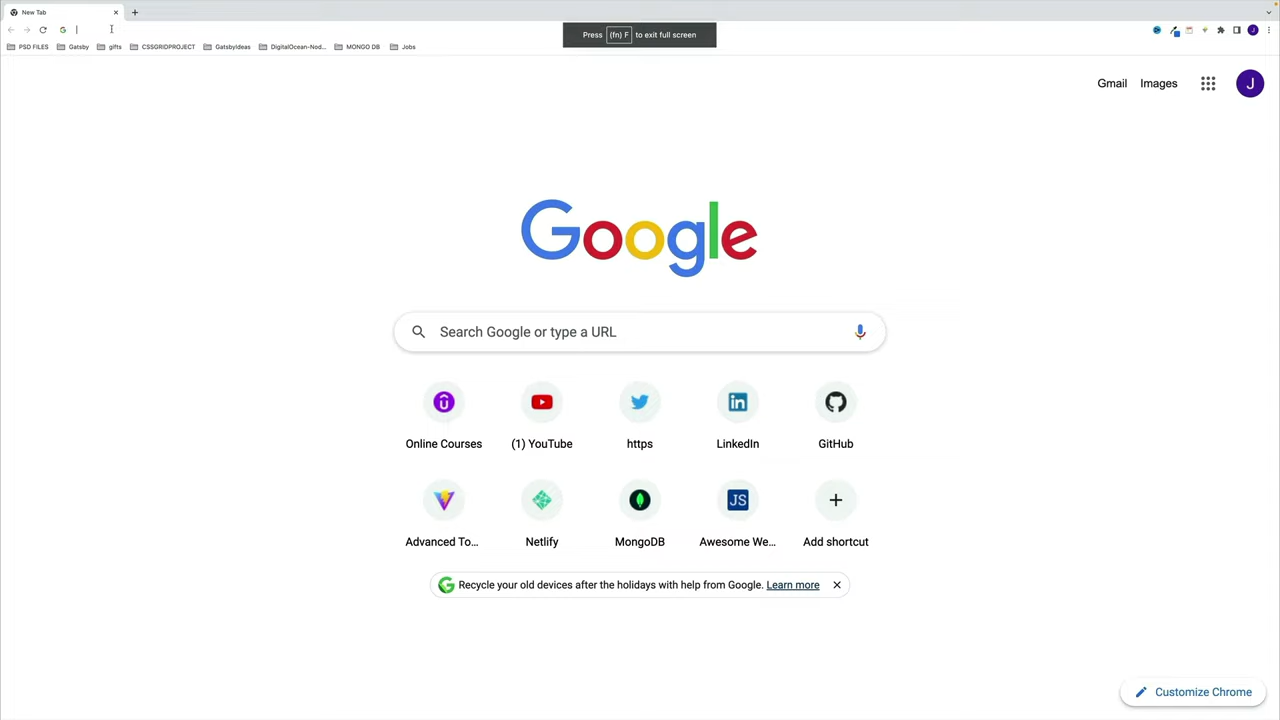 New Tab
Press (fn) F to exit full screen
PSD FILES Gatsby gifts CSSGRIDPROJECT GatsbyIdeas DigitalOcean-Nod... MONGO DB Jobs
Gmail Images J
Google
Search Google or type a URL
Online Courses (1) YouTube https LinkedIn GitHub
JS
Advanced To... Netlify MongoDB Awesome We... Add shortcut
Recycle your old devices after the holidays with help from Google. Learn more
Customize Chrome